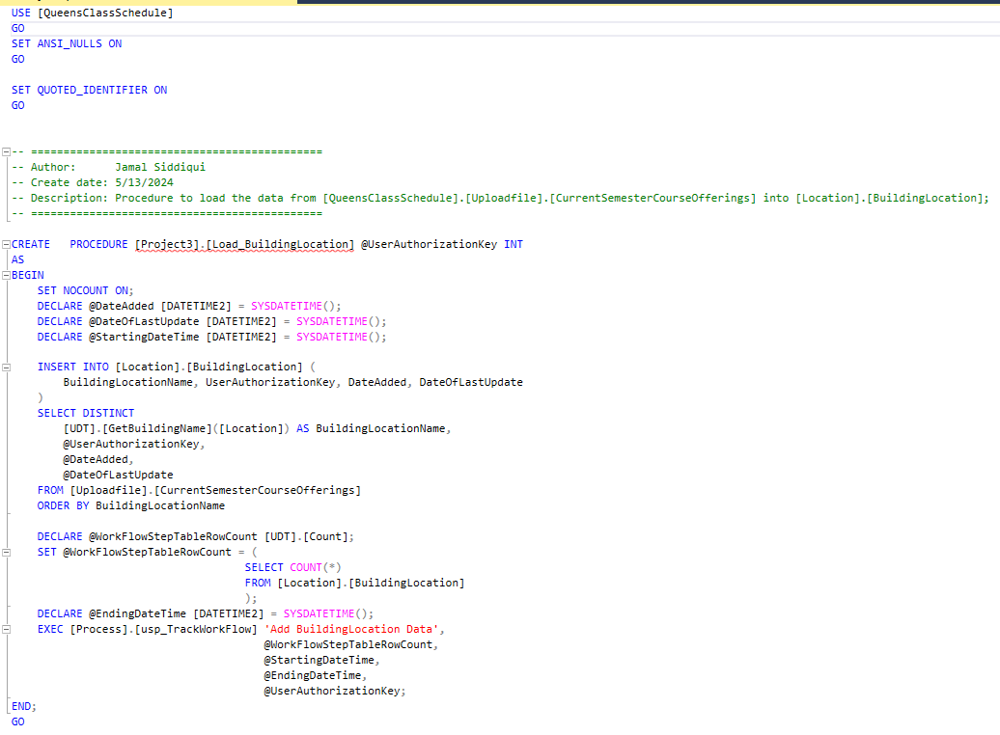 USE [QueensClassSchedule]
GO
SET ANSI_NULLS ON
GO
SET QUOTED_IDENTIFIER ON
GO
-- =============================================
-- Author:      Jamal Siddiqui
-- Create date: 5/13/2024
-- Description: Procedure to load the data from [QueensClassSchedule].[Uploadfile].[CurrentSemesterCourseOfferings] into [Location].[BuildingLocation];
-- =============================================
CREATE   PROCEDURE [Project3].[Load_BuildingLocation] @UserAuthorizationKey INT
AS
BEGIN
    SET NOCOUNT ON;
    DECLARE @DateAdded [DATETIME2] = SYSDATETIME();
    DECLARE @DateOfLastUpdate [DATETIME2] = SYSDATETIME();
    DECLARE @StartingDateTime [DATETIME2] = SYSDATETIME();
    INSERT INTO [Location].[BuildingLocation] (
        BuildingLocationName, UserAuthorizationKey, DateAdded, DateOfLastUpdate
    )
    SELECT DISTINCT
        [UDT].[GetBuildingName]([Location]) AS BuildingLocationName,
        @UserAuthorizationKey,
        @DateAdded,
        @DateOfLastUpdate
    FROM [Uploadfile].[CurrentSemesterCourseOfferings]
    ORDER BY BuildingLocationName
    DECLARE @WorkFlowStepTableRowCount [UDT].[Count];
    SET @WorkFlowStepTableRowCount = (
                                    SELECT COUNT(*)
                                    FROM [Location].[BuildingLocation]
                                    );
    DECLARE @EndingDateTime [DATETIME2] = SYSDATETIME();
    EXEC [Process].[usp_TrackWorkFlow] 'Add BuildingLocation Data',
                                       @WorkFlowStepTableRowCount,
                                       @StartingDateTime,
                                       @EndingDateTime,
                                       @UserAuthorizationKey;
END;
GO